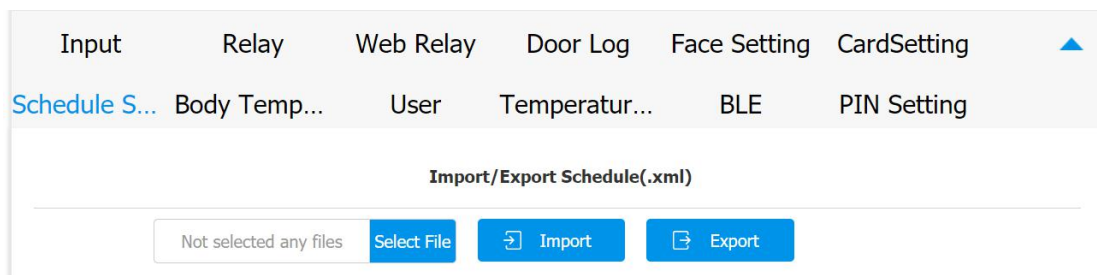 Input Relay Web Relay Door Log Face Setting CardSetting
Schedule S... Body Temp... User Temperatur... BLE PIN Setting
Import/Export Schedule(.xml)
Not selected any files Select File Import Export